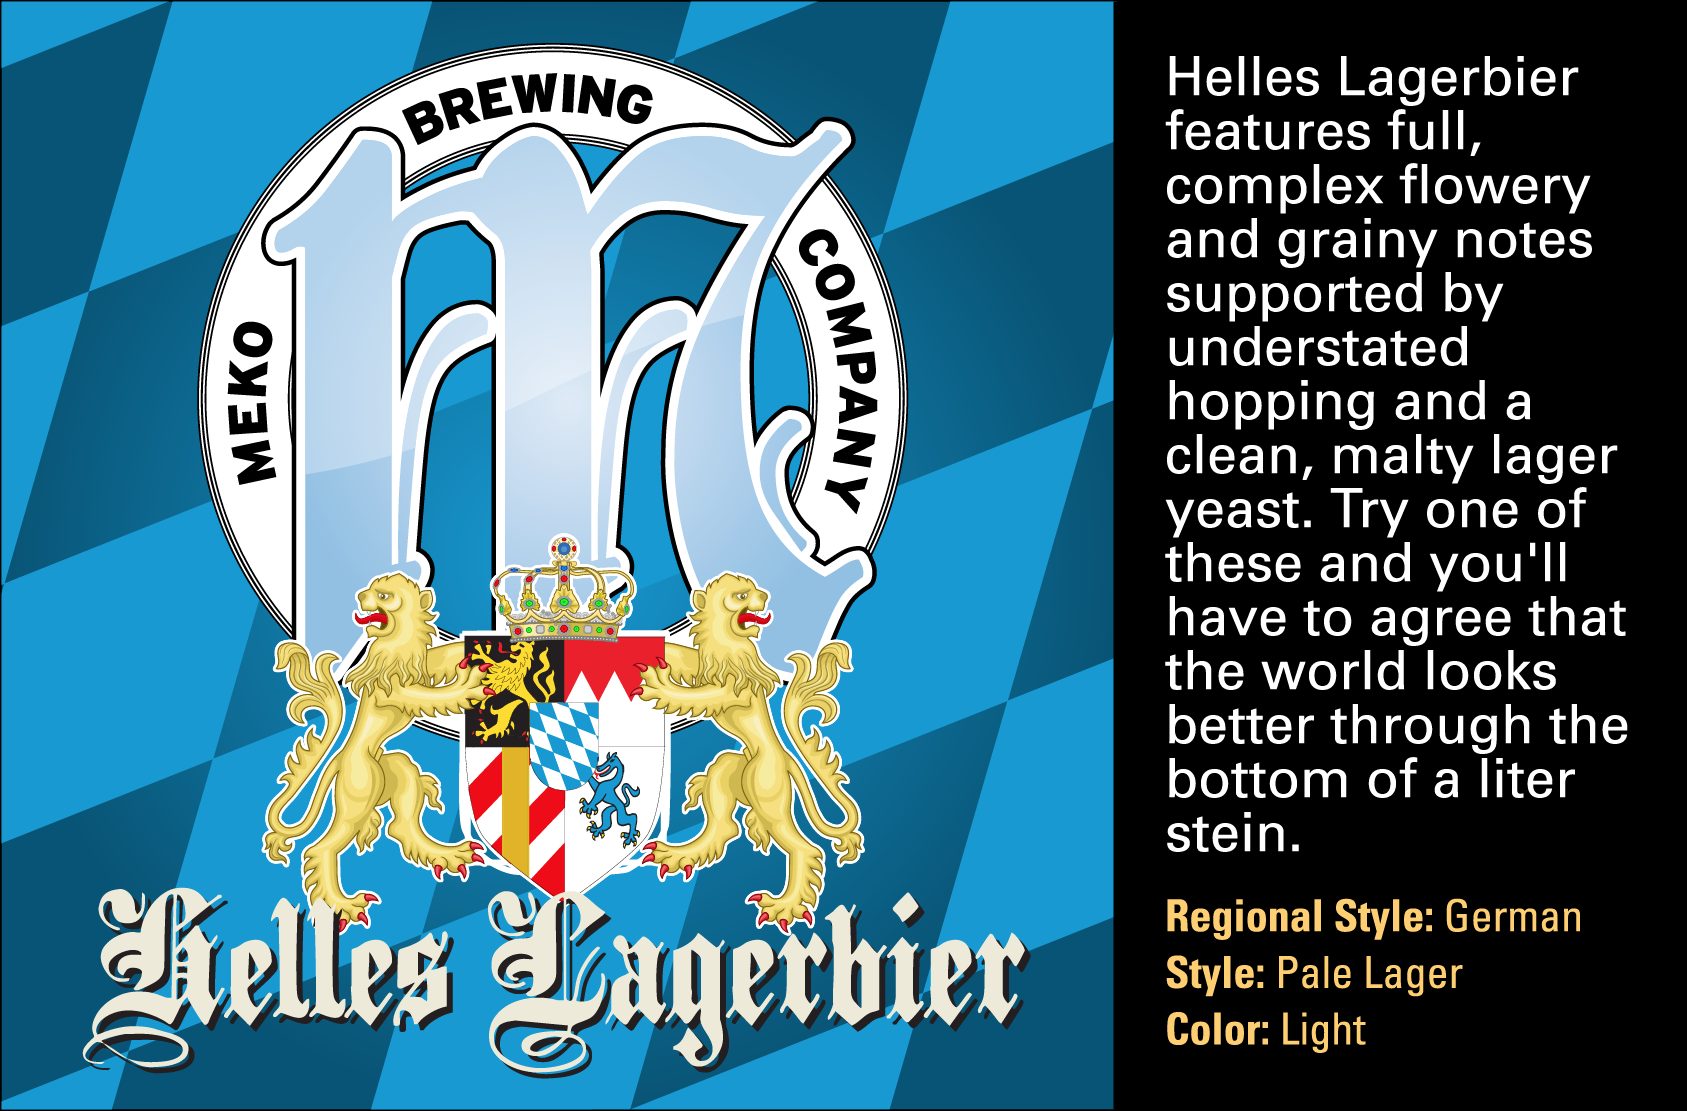 MEKO BREWING COMPANY
M
Helles Lagerbier
Helles Lagerbier
features full,
complex flowery
and grainy notes
supported by
understated
hopping and a
clean, malty lager
yeast. Try one of
these and you'll
have to agree that
the world looks
better through the
bottom of a liter
stein.
Regional Style: German
Style: Pale Lager
Color: Light